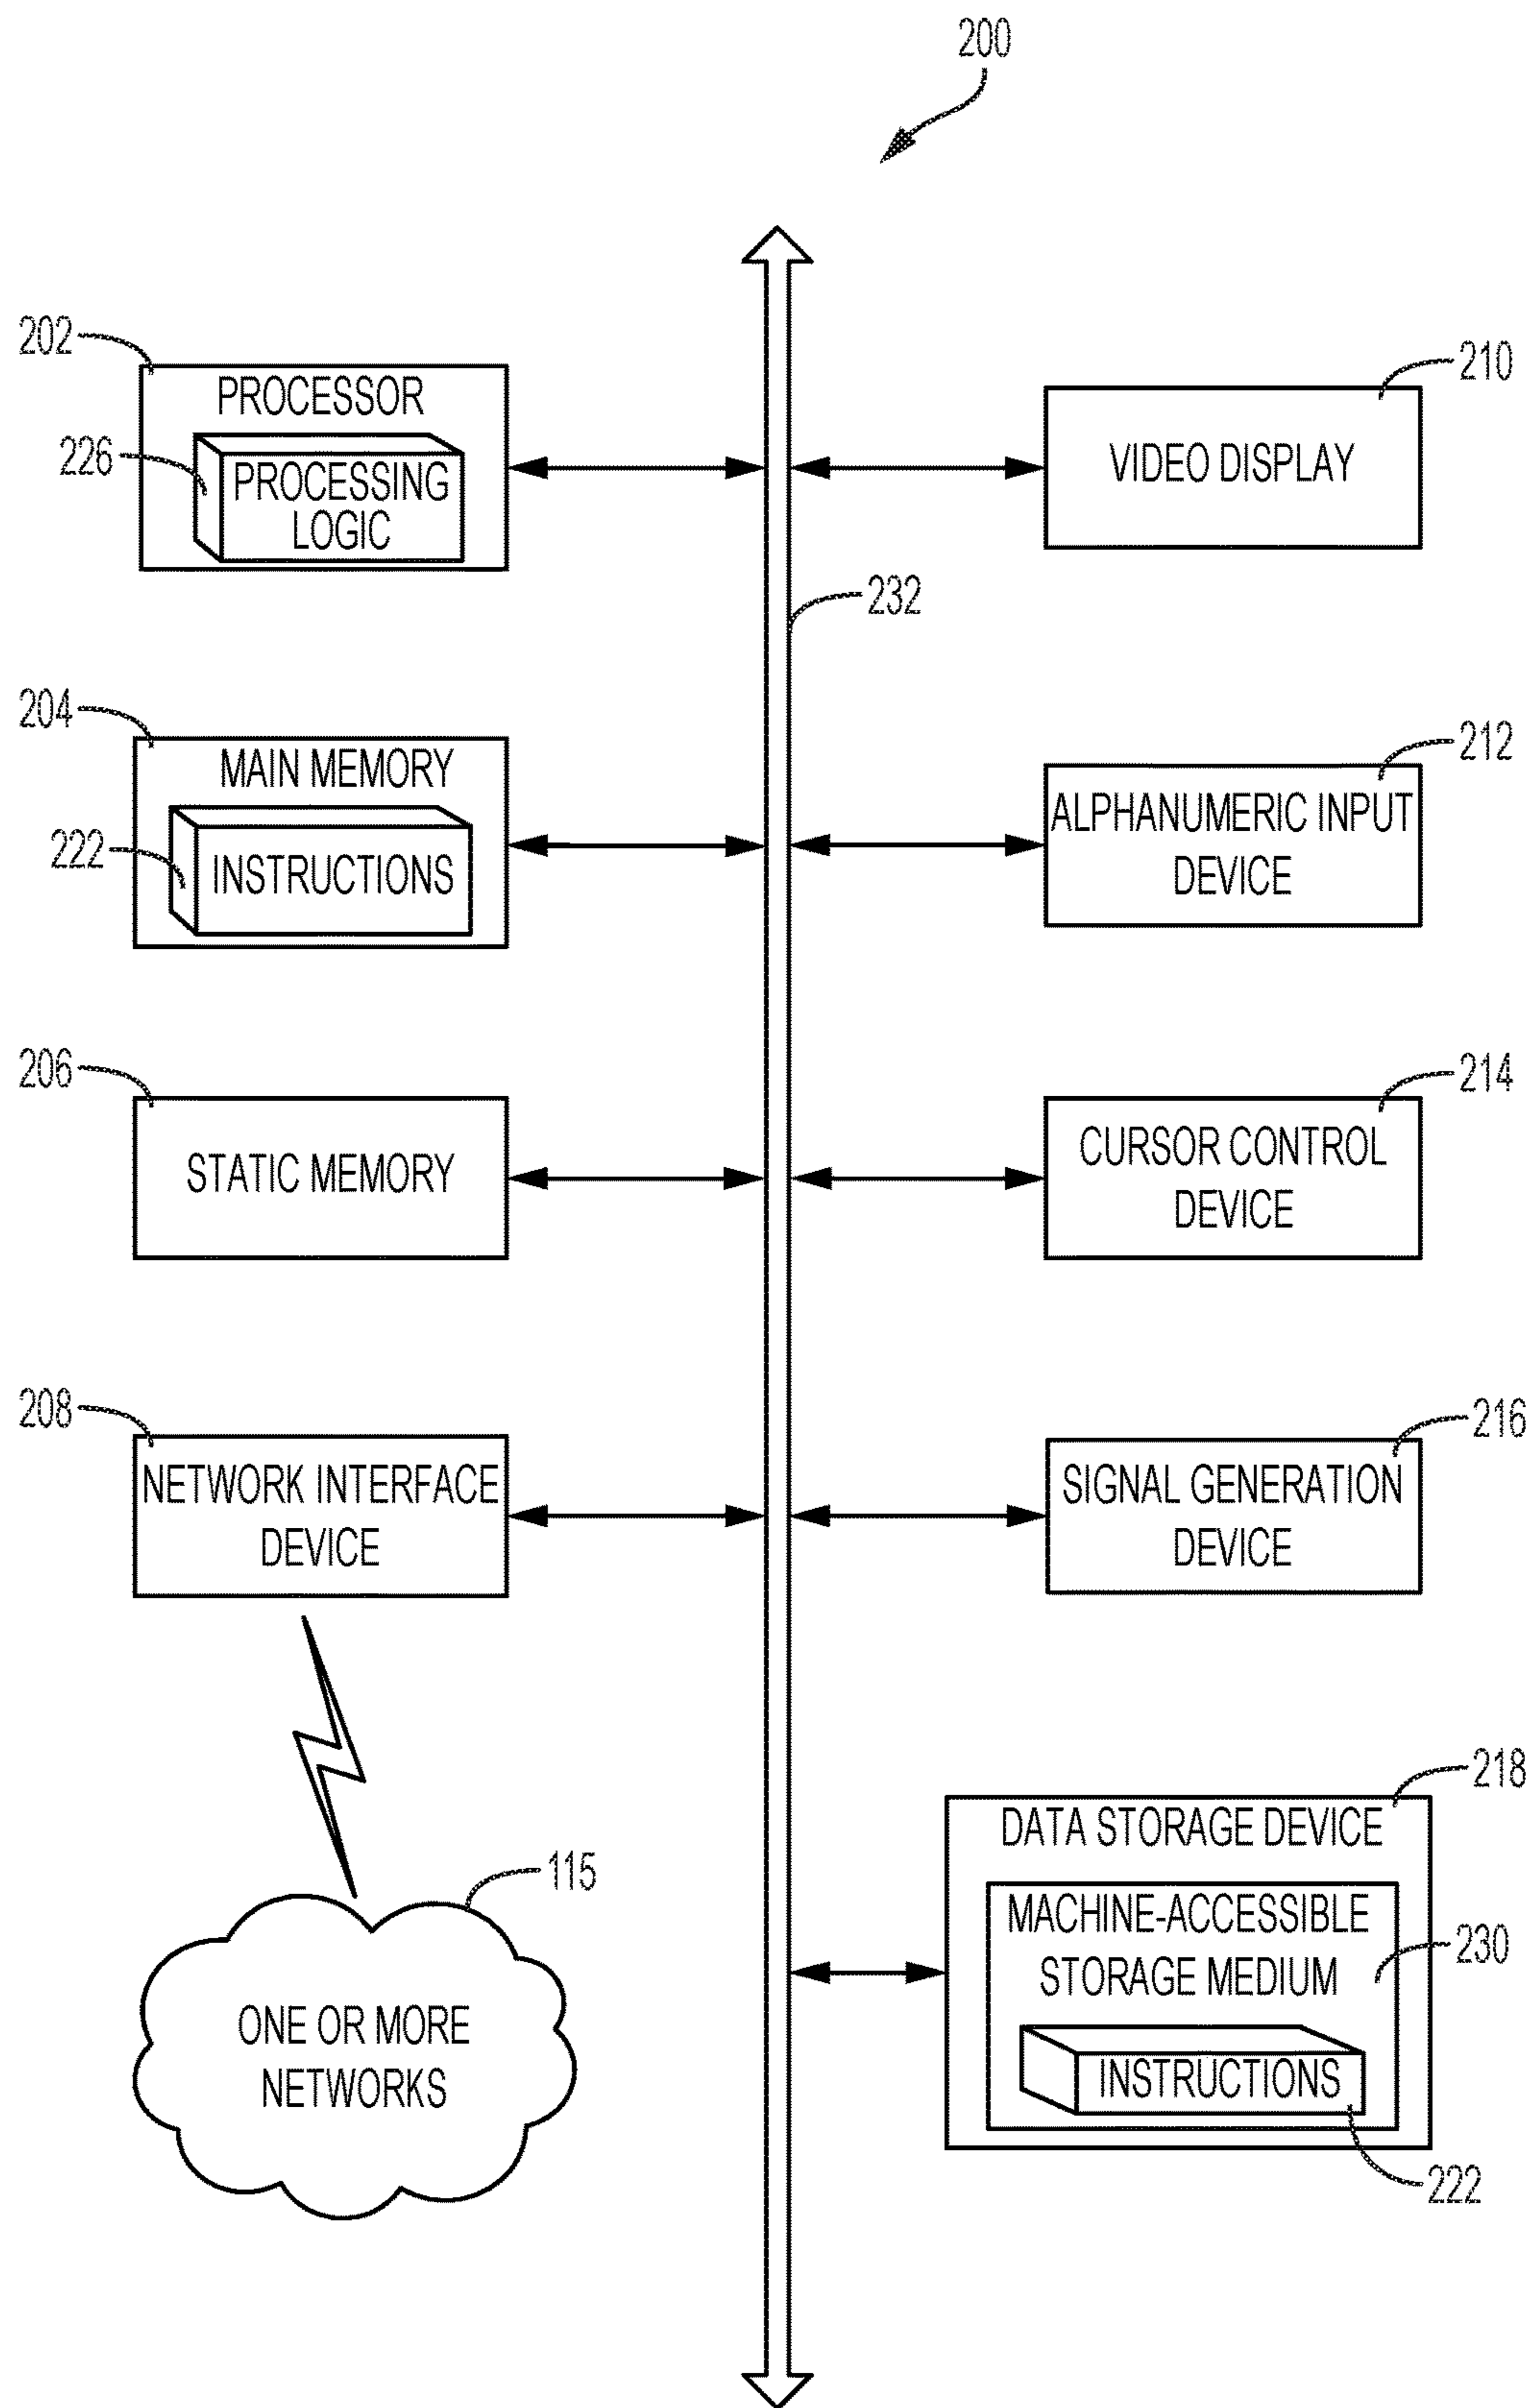 200
202
PROCESSOR
226
PROCESSING
LOGIC
210
VIDEO DISPLAY
232
204
MAIN MEMORY
222
INSTRUCTIONS
212
ALPHANUMERIC INPUT
DEVICE
206
STATIC MEMORY
214
CURSOR CONTROL
DEVICE
208
NETWORK INTERFACE
DEVICE
216
SIGNAL GENERATION
DEVICE
115
ONE OR MORE
NETWORKS
218
DATA STORAGE DEVICE
MACHINE-ACCESSIBLE
STORAGE MEDIUM
230
INSTRUCTIONS
222